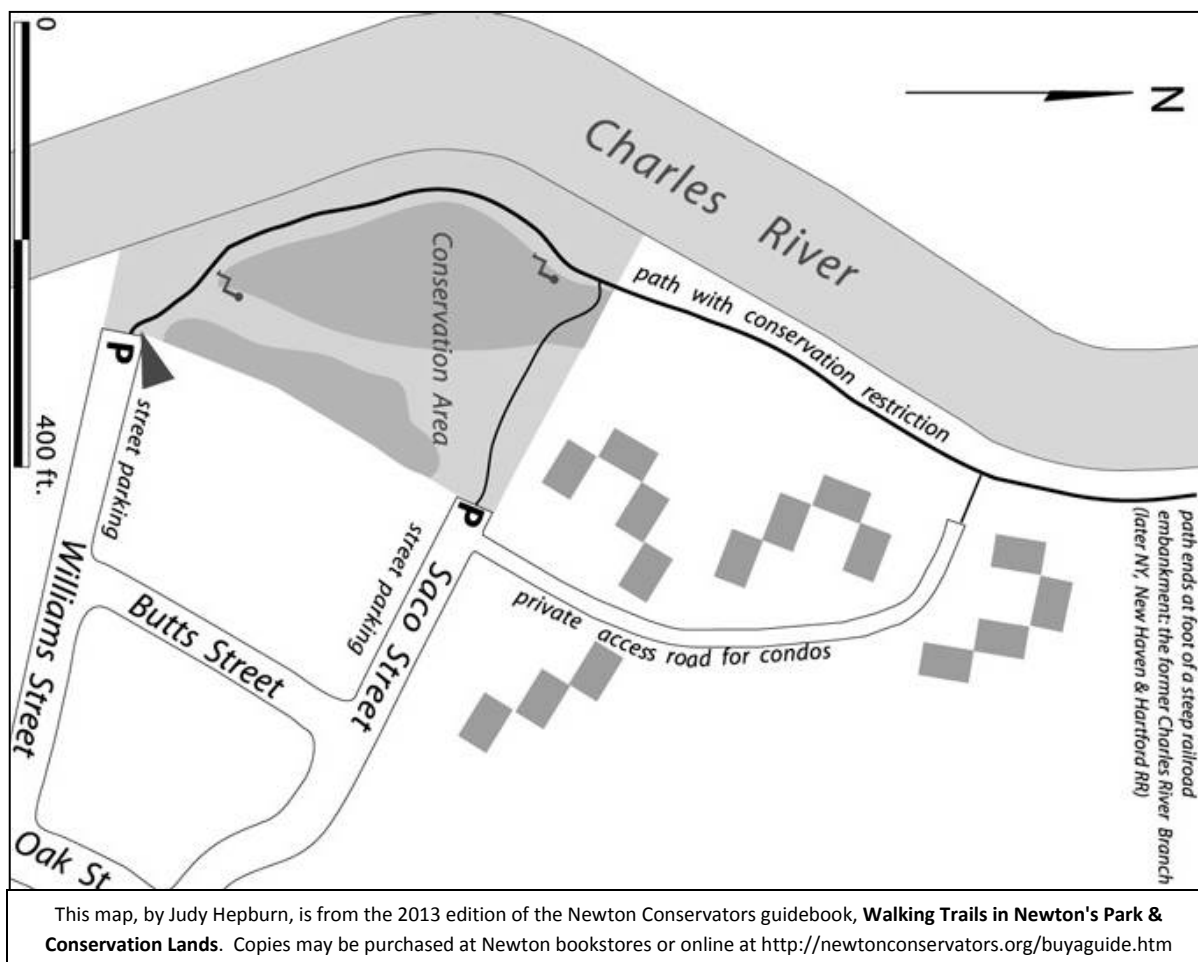 0
400 ft.
N
Charles River
Conservation Area
path with conservation restriction
P
street parking
P
street parking
Williams Street
Butts Street
Saco Street
Oak St
private access road for condos
path ends at foot of a steep railroad
embankment: the former Charles River Branch
(later NY, New Haven & Hartford RR)
This map, by Judy Hepburn, is from the 2013 edition of the Newton Conservators guidebook, Walking Trails in Newton's Park &
Conservation Lands. Copies may be purchased at Newton bookstores or online at http://newtonconservators.org/buyaguide.htm